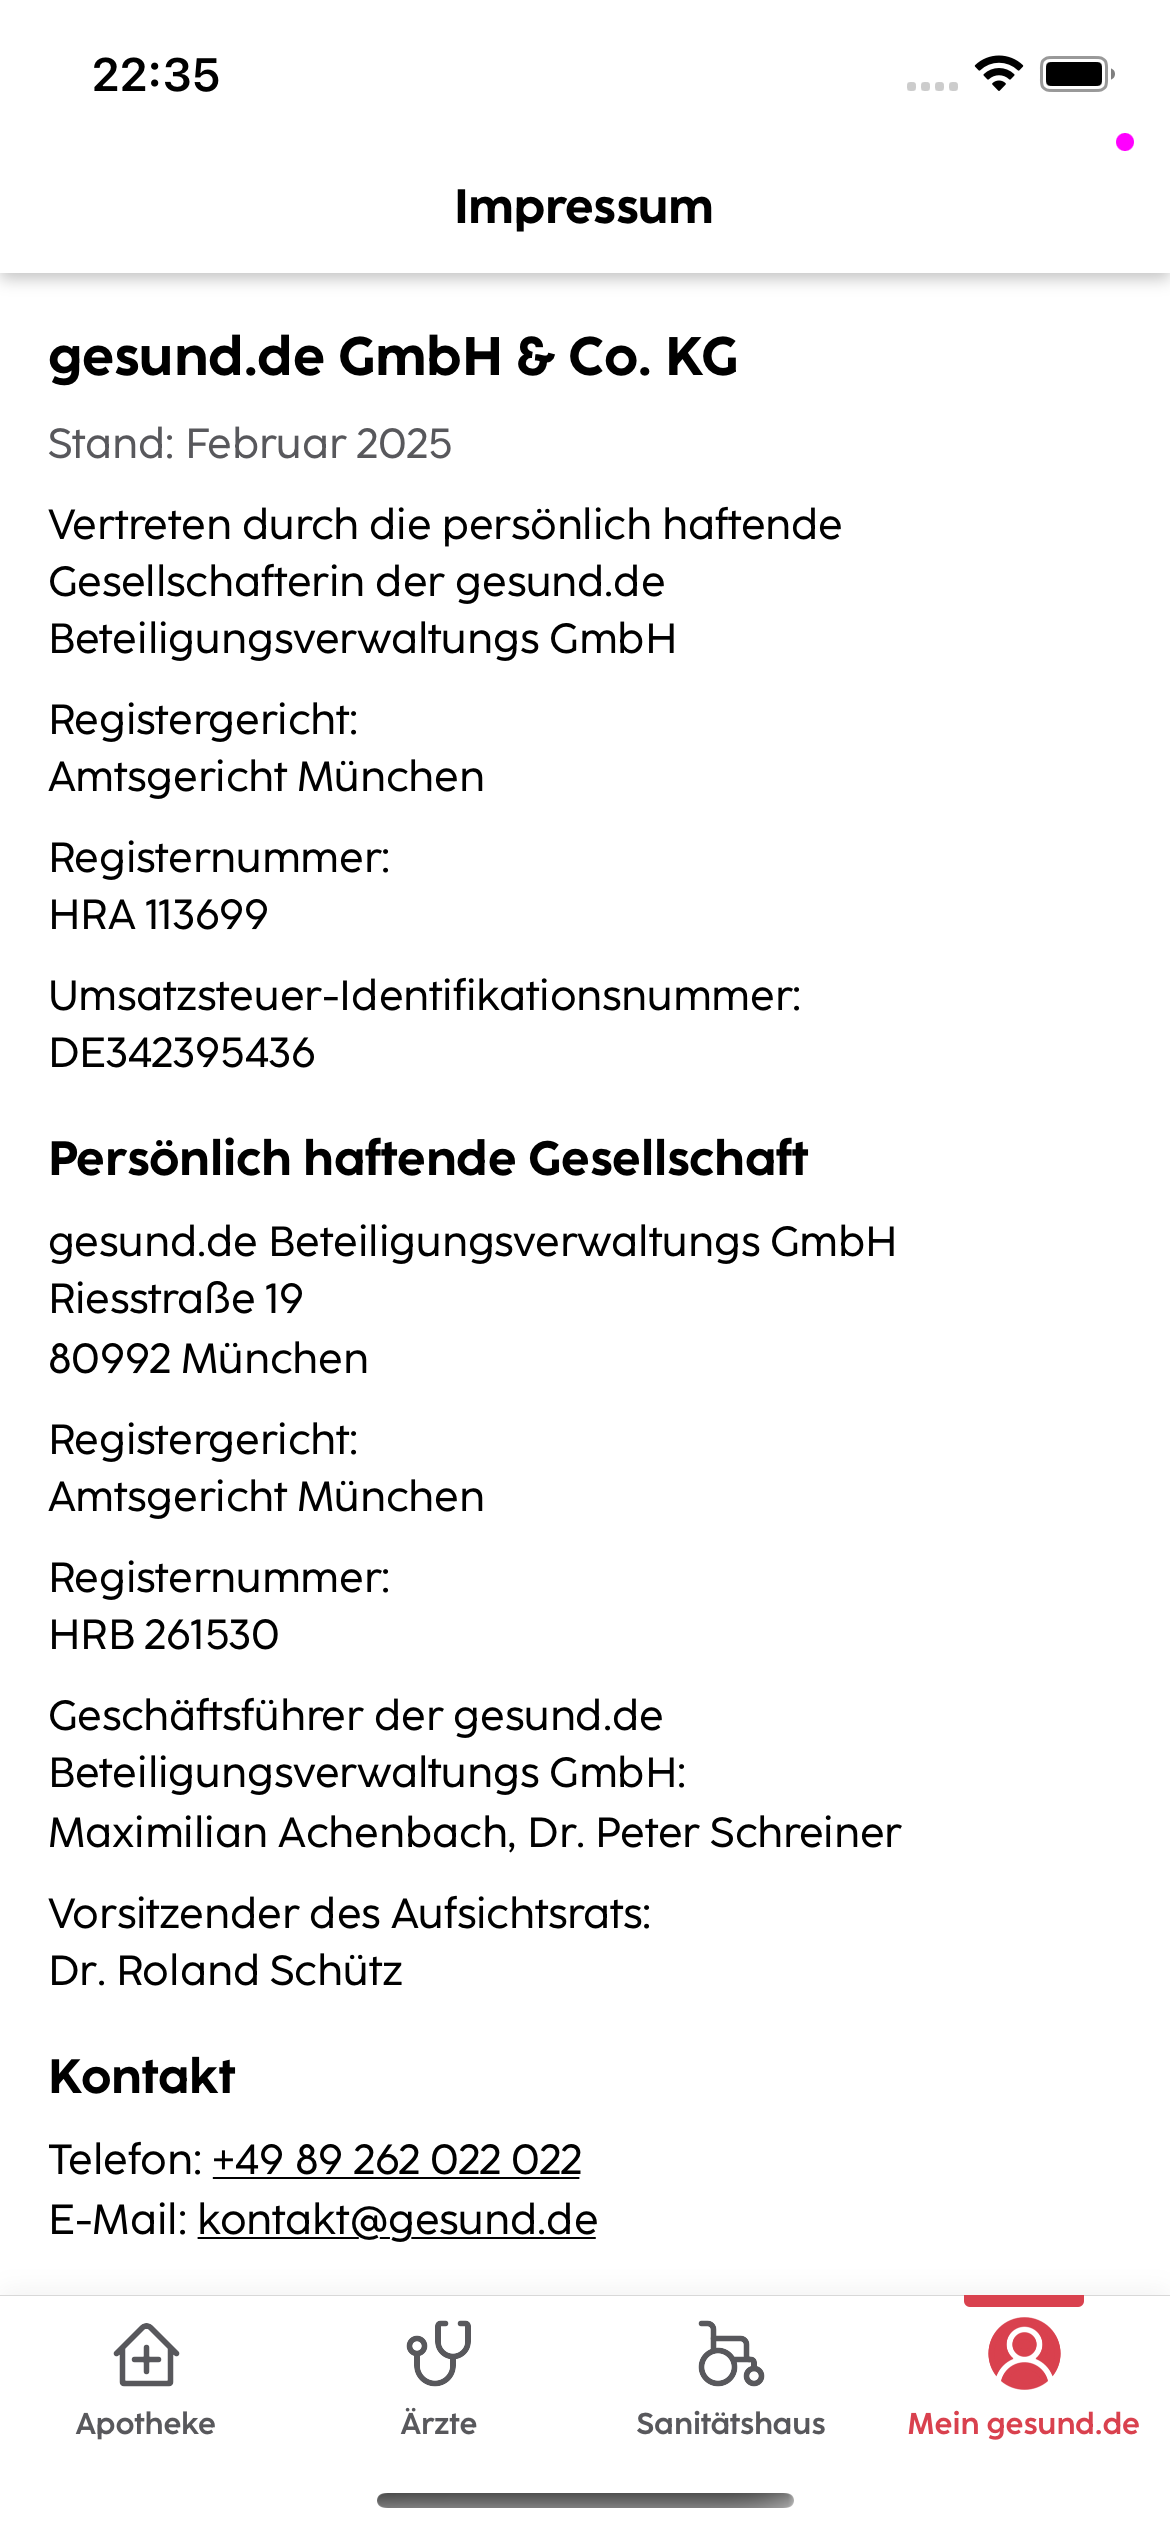 22:35
Impressum
gesund.de GmbH & Co. KG
Stand: Februar 2025
Vertreten durch die persönlich haftende
Gesellschafterin der gesund.de
Beteiligungsverwaltungs GmbH
Registergericht:
Amtsgericht München
Registernummer:
HRA 113699
Umsatzsteuer-Identifikationsnummer:
DE342395436
Persönlich haftende Gesellschaft
gesund.de Beteiligungsverwaltungs GmbH
Riesstraße 19
80992 München
Registergericht:
Amtsgericht München
Registernummer:
HRB 261530
Geschäftsführer der gesund.de
Beteiligungsverwaltungs GmbH:
Maximilian Achenbach, Dr. Peter Schreiner
Vorsitzender des Aufsichtsrats:
Dr. Roland Schütz
Kontakt
Telefon: +49 89 262 022 022
E-Mail: kontakt@gesund.de
Apotheke
Ärzte
Sanitätshaus
Mein gesund.de